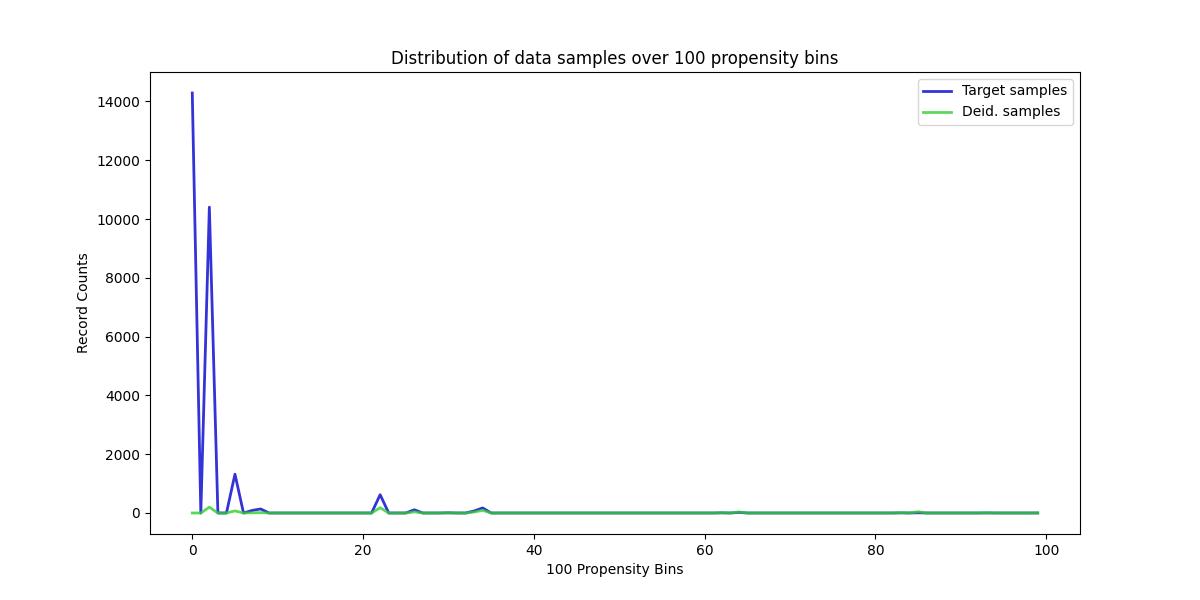 Distribution of data samples over 100 propensity bins
Target samples
Deid. samples
Record Counts
14000
12000
10000
8000
6000
4000
2000
0
0
20
40
60
80
100
100 Propensity Bins